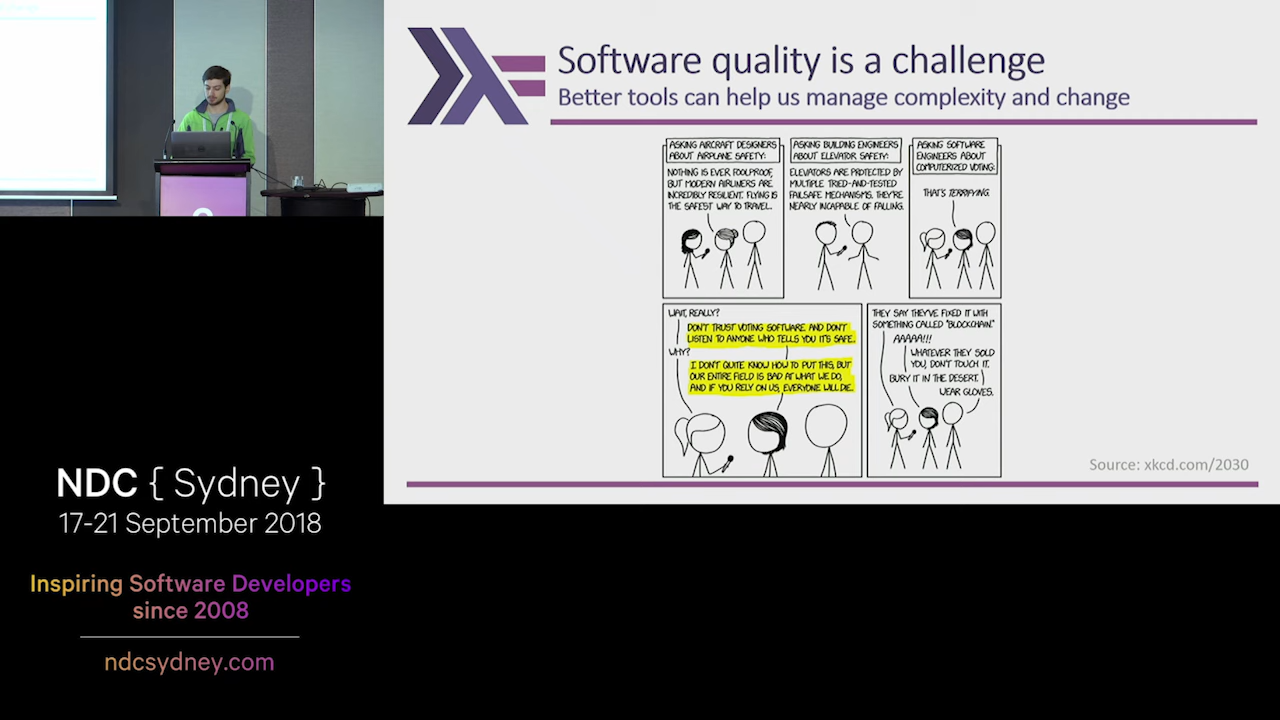 Software quality is a challenge
Better tools can help us manage complexity and change
ASKING AIRCRAFT DESIGNERS
ABOUT AIRPLANE SAFETY:
NOTHING IS EVER FOOLPROOF,
BUT MODERN AIRLINERS ARE
INCREDIBLY RESILIENT. FLYING IS
THE SAFEST WAY TO TRAVEL.
ASKING BUILDING ENGINEERS
ABOUT ELEVATOR SAFETY:
ELEVATORS ARE PROTECTED BY
MULTIPLE TRIED-AND-TESTED
FAILSAFE MECHANISMS. THEY'RE
NEARLY INCAPABLE OF FALLING.
ASKING SOFTWARE
ENGINEERS ABOUT
COMPUTERIZED VOTING:
THAT'S TERRIFYING.
WAIT, REALLY?
DON'T TRUST VOTING SOFTWARE AND DON'T
LISTEN TO ANYONE WHO TELLS YOU IT'S SAFE.
WHY?
I DON'T QUITE KNOW HOW TO PUT THIS, BUT
OUR ENTIRE FIELD IS BAD AT WHAT WE DO,
AND IF YOU RELY ON US, EVERYONE WILL DIE.
THEY SAY THEY'VE FIXED IT WITH
SOMETHING CALLED "BLOCKCHAIN."
AAAAA!!!
WHATEVER THEY SOLD
YOU, DON'T TOUCH IT.
BURY IT IN THE DESERT.
WEAR GLOVES.
Source: xkcd.com/2030
NDC { Sydney }
17-21 September 2018
Inspiring Software Developers
since 2008
ndcsydney.com